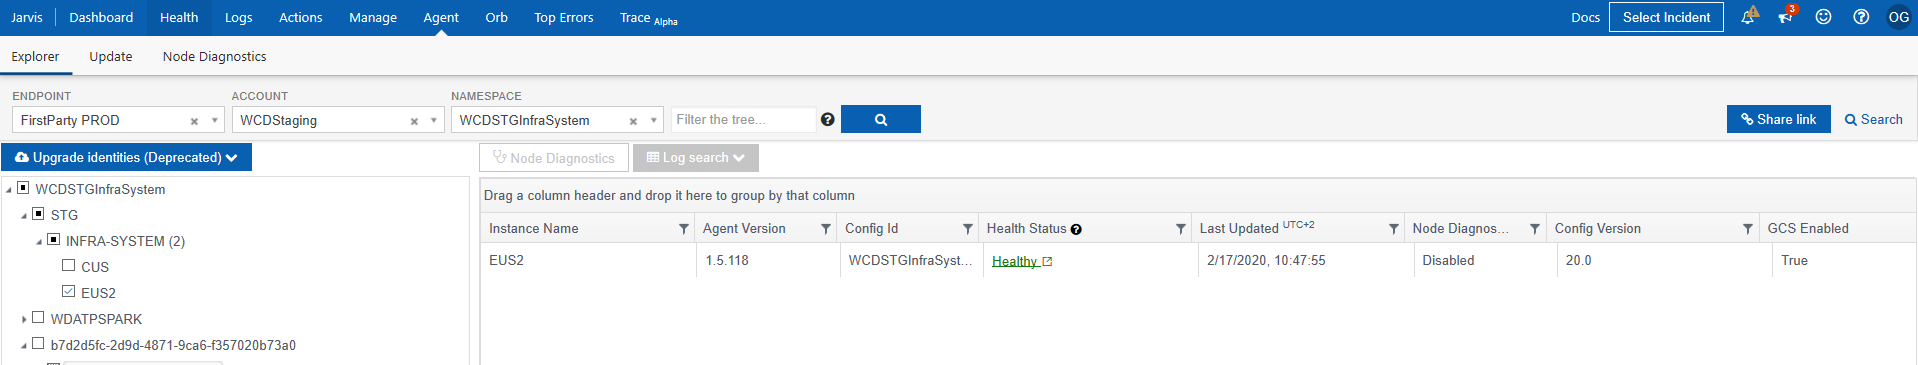 Jarvis Dashboard Health Logs Actions Manage Agent Orb Top Errors Trace Alpha Docs Select Incident 3 OG
Explorer Update Node Diagnostics
ENDPOINT ACCOUNT NAMESPACE
FirstParty PROD WCDStaging WCDSTGInfraSystem Filter the tree... Share link Search
Upgrade identities (Deprecated) Node Diagnostics Log search
WCDSTGInfraSystem
STG
INFRA-SYSTEM (2)
CUS
EUS2
WDATPSPARK
b7d2d5fc-2d9d-4871-9ca6-f357020b73a0
Drag a column header and drop it here to group by that column
Instance Name Agent Version Config Id Health Status Last Updated UTC+2 Node Diagnos... Config Version GCS Enabled
EUS2 1.5.118 WCDSTGInfraSyst... Healthy 2/17/2020, 10:47:55 Disabled 20.0 True